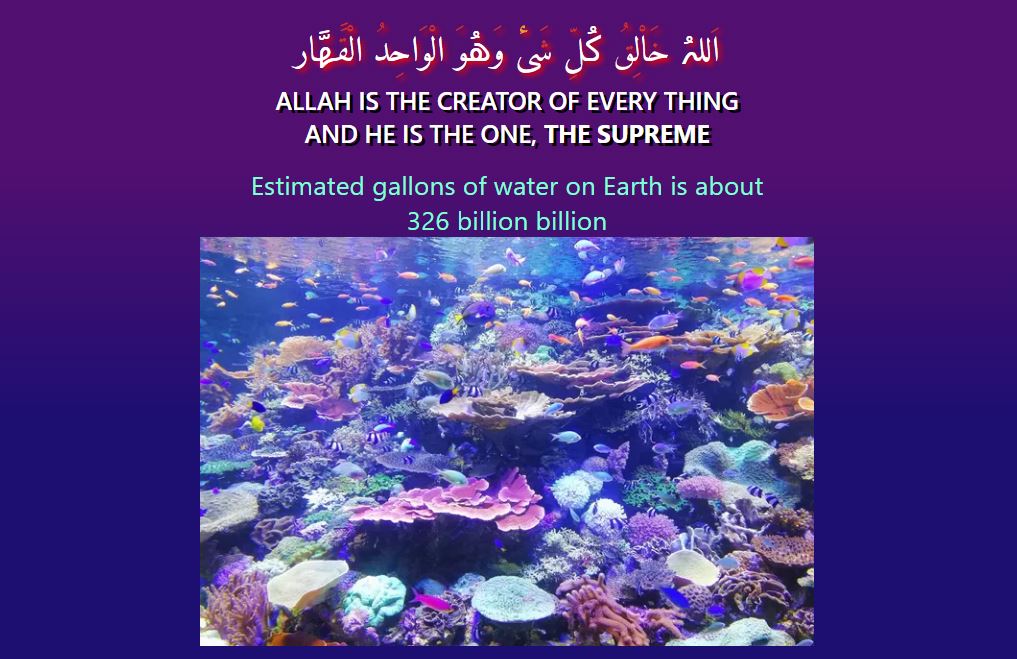 اَللہُ خَالِقُ كُلِّ شَیْ ٔ وَهُوَ الْوَاحِدُ الْقَهَّار
ALLAH IS THE CREATOR OF EVERY THING
AND HE IS THE ONE, THE SUPREME
Estimated gallons of water on Earth is about
326 billion billion